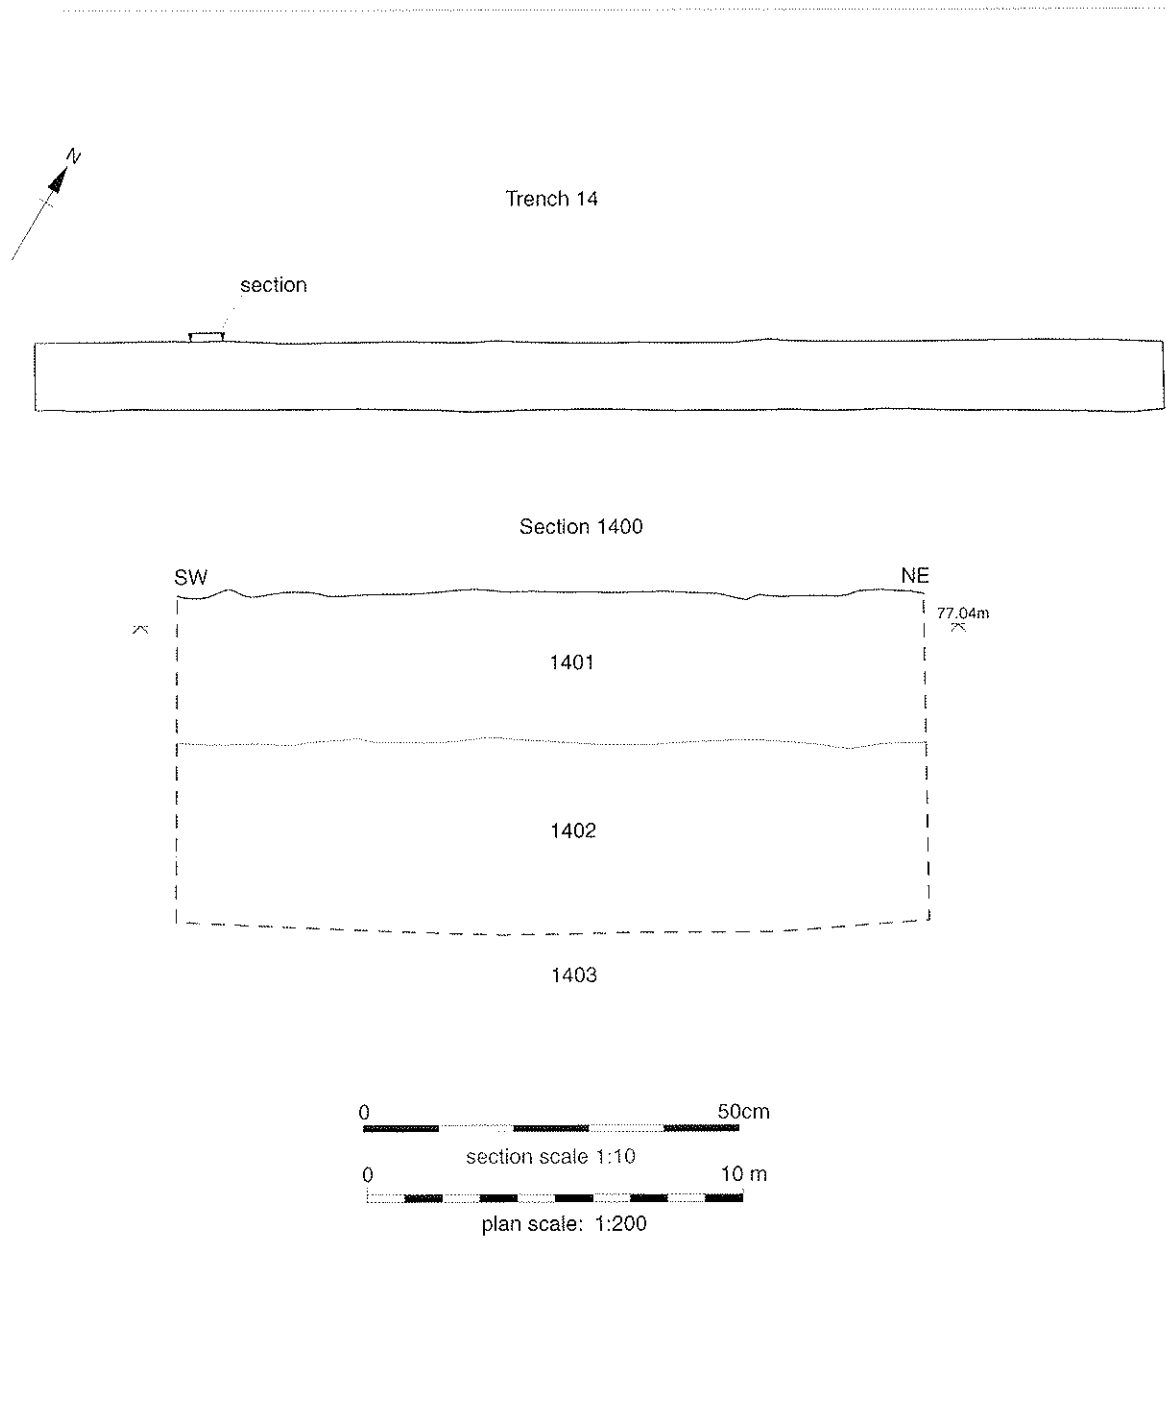 N
Trench 14
section
Section 1400
SW
NE
77.04m
1401
1402
1403
0
50cm
section scale 1:10
0
10 m
plan scale: 1:200